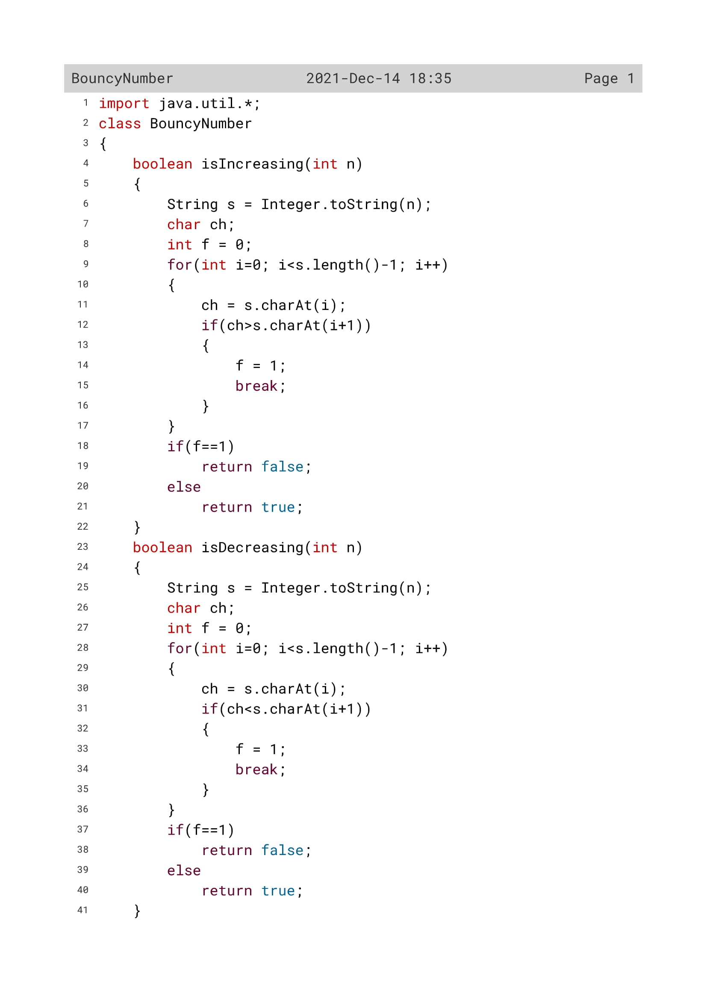 BouncyNumber 2021-Dec-14 18:35 Page 1
1 import java.util.*;
2 class BouncyNumber
3 {
4     boolean isIncreasing(int n)
5     {
6         String s = Integer.toString(n);
7         char ch;
8         int f = 0;
9         for(int i=0; i<s.length()-1; i++)
10         {
11             ch = s.charAt(i);
12             if(ch>s.charAt(i+1))
13             {
14                 f = 1;
15                 break;
16             }
17         }
18         if(f==1)
19             return false;
20         else
21             return true;
22     }
23     boolean isDecreasing(int n)
24     {
25         String s = Integer.toString(n);
26         char ch;
27         int f = 0;
28         for(int i=0; i<s.length()-1; i++)
29         {
30             ch = s.charAt(i);
31             if(ch<s.charAt(i+1))
32             {
33                 f = 1;
34                 break;
35             }
36         }
37         if(f==1)
38             return false;
39         else
40             return true;
41     }